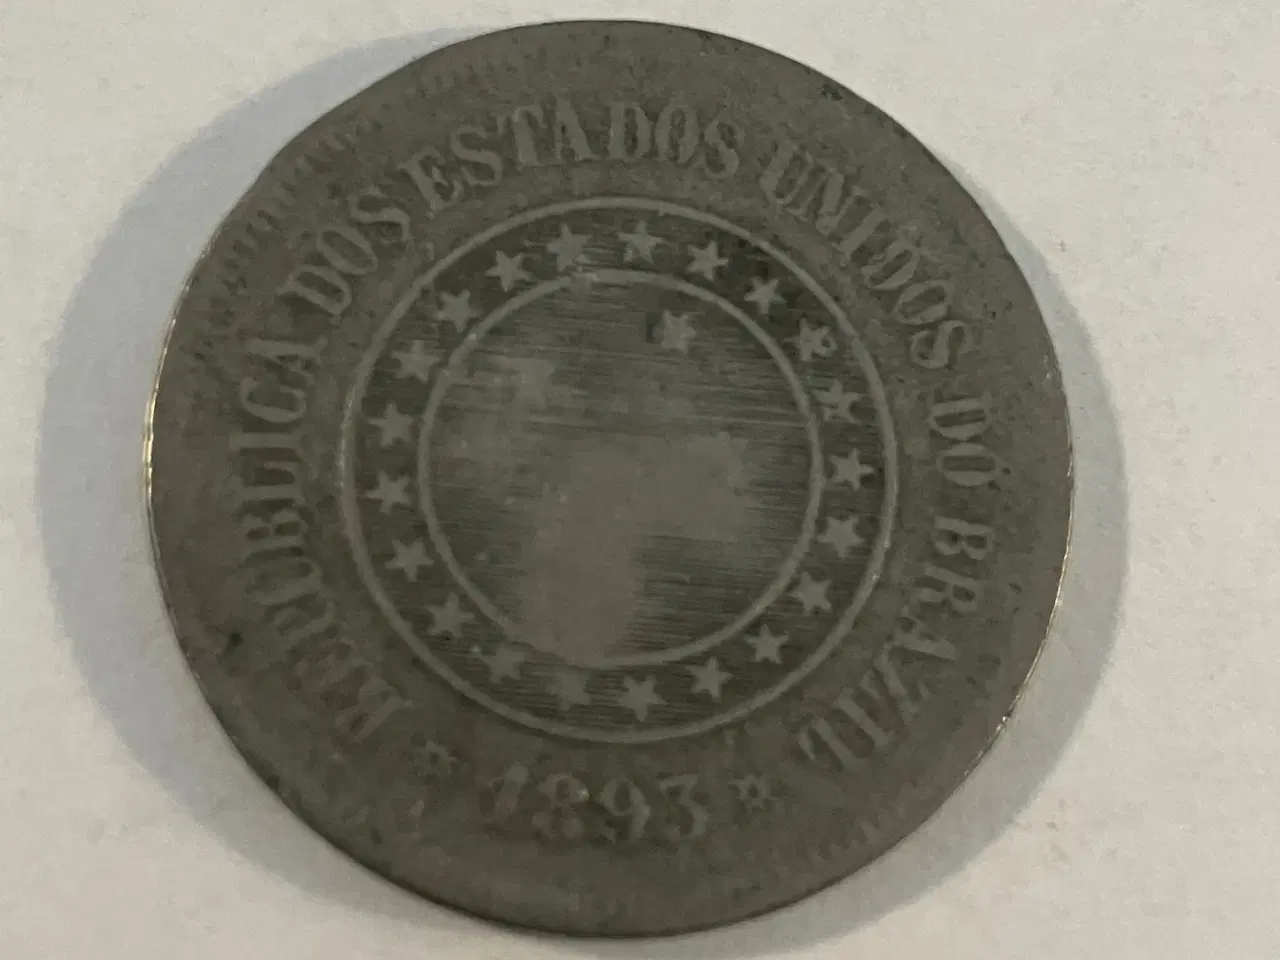 REPUBLICA DOS ESTADOS UNIDOS DO BRAZIL
* 1893 *